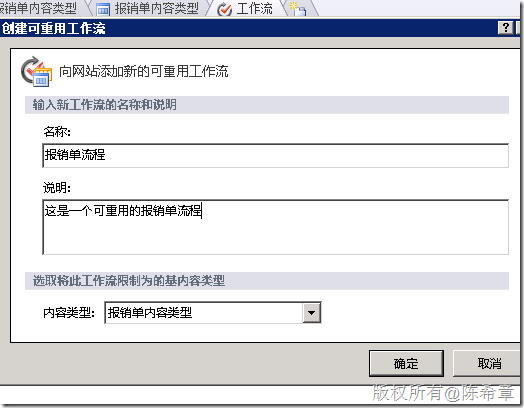 报销单内容类型 报销单内容类型 工作流
创建可重用工作流 ?
向网站添加新的可重用工作流
输入新工作流的名称和说明
名称:
报销单流程
说明:
这是一个可重用的报销单流程
选取将此工作流限制为的基内容类型
内容类型: 报销单内容类型
确定 取消
版权所有@陈希章